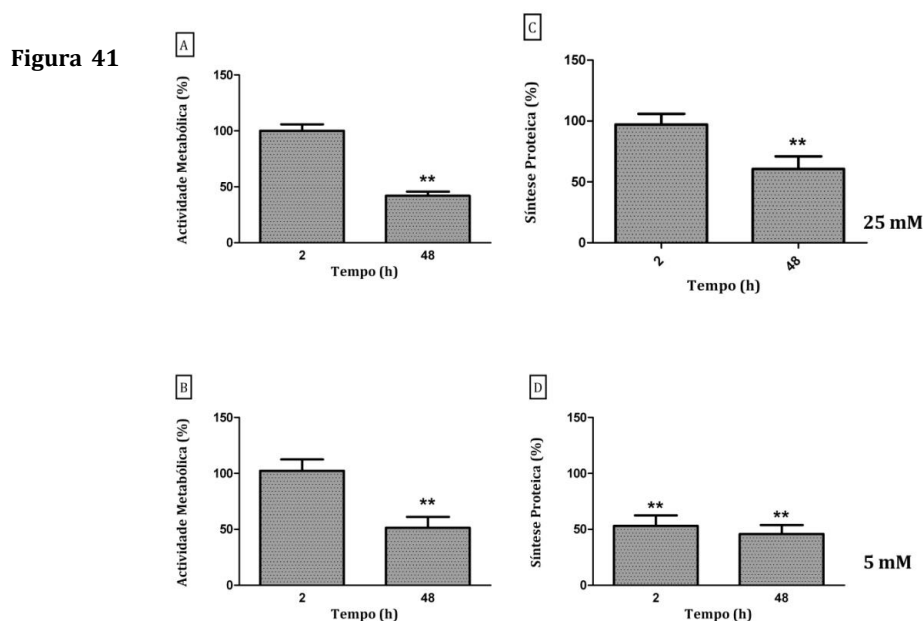 Figura 41
A
Actividade Metabólica (%)
150
100
50
0
**
2
48
Tempo (h)
C
Síntese Proteica (%)
150
100
50
0
**
2
48
Tempo (h)
25 mM
B
Actividade Metabólica (%)
150
100
50
0
**
2
48
Tempo (h)
D
Síntese Proteica (%)
150
100
50
0
**
**
2
48
Tempo (h)
5 mM